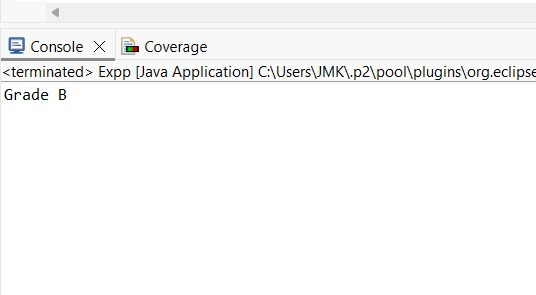 Console Coverage
<terminated> Expp [Java Application] C:\Users\JMK\.p2\pool\plugins\org.eclipse
Grade B